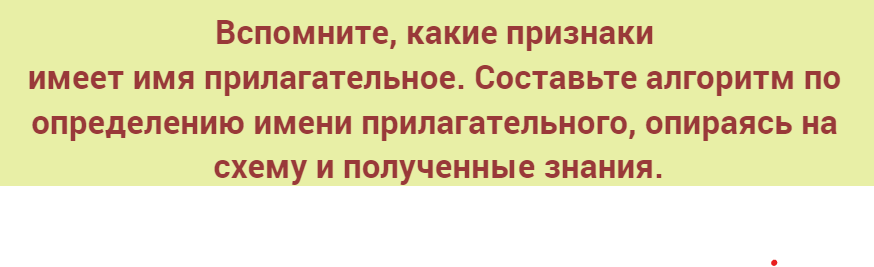 Вспомните, какие признаки
имеет имя прилагательное. Составьте алгоритм по
определению имени прилагательного, опираясь на
схему и полученные знания.